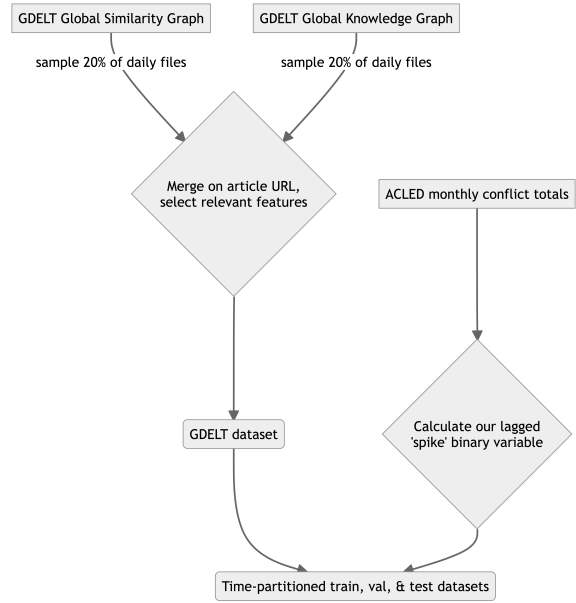 GDELT Global Similarity Graph
GDELT Global Knowledge Graph
sample 20% of daily files
sample 20% of daily files
Merge on article URL,
select relevant features
ACLED monthly conflict totals
GDELT dataset
Calculate our lagged
'spike' binary variable
Time-partitioned train, val, & test datasets